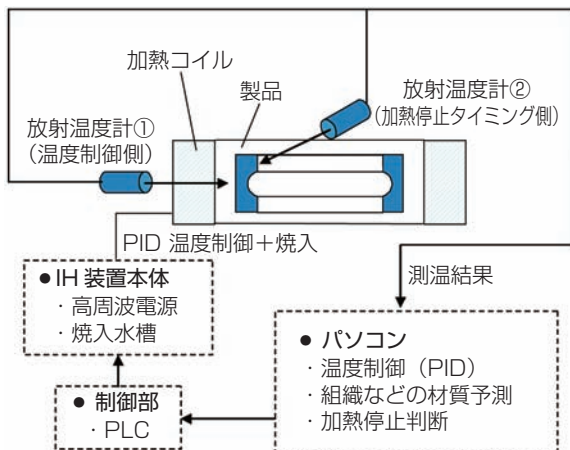 加熱コイル
製品
放射温度計①
(温度制御側)
放射温度計②
(加熱停止タイミング側)
PID 温度制御＋焼入
● IH 装置本体
・高周波電源
・焼入水槽
測温結果
● パソコン
・温度制御（PID）
・組織などの材質予測
・加熱停止判断
● 制御部
・PLC